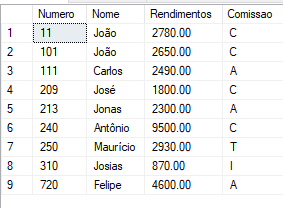 Numero Nome Rendimentos Comissao
1 11 João 2780.00 C
2 101 João 2650.00 C
3 111 Carlos 2490.00 A
4 209 José 1800.00 C
5 213 Jonas 2300.00 A
6 240 Antônio 9500.00 C
7 250 Maurício 2930.00 T
8 310 Josias 870.00 I
9 720 Felipe 4600.00 A